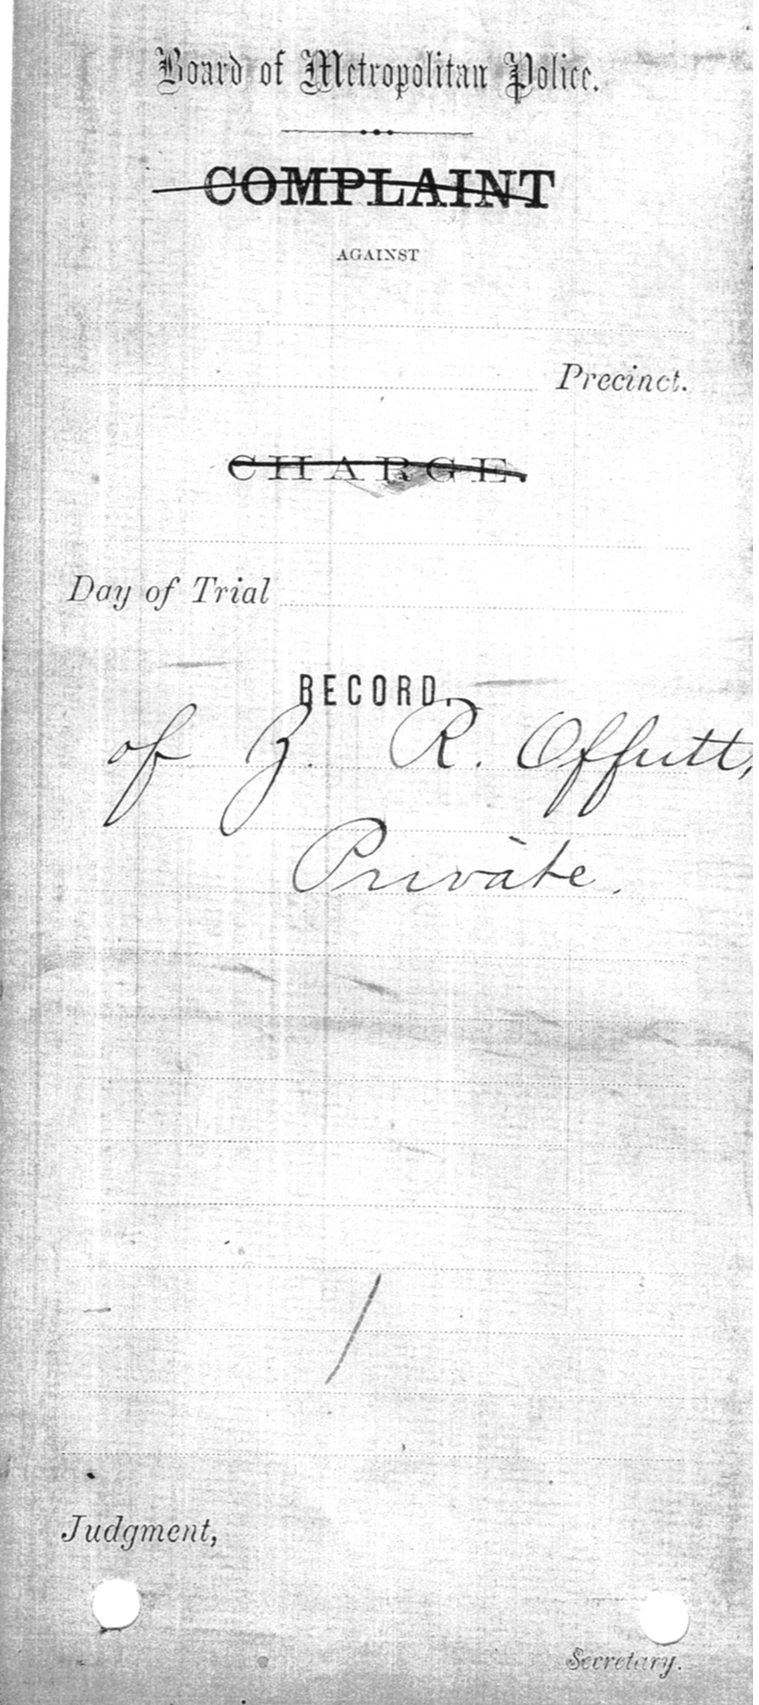 Board of Metropolitan Police.
COMPLAINT
AGAINST
Precinct.
CHARGE.
Day of Trial
RECORD.
of Z. R. Offutt,
Private.
Judgment,
Secretary.